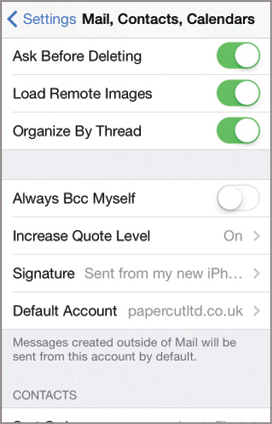 Settings Mail, Contacts, Calendars
Ask Before Deleting
Load Remote Images
Organize By Thread
Always Bcc Myself
Increase Quote Level On
Signature Sent from my new iPh...
Default Account papercutltd.co.uk
Messages created outside of Mail will be
sent from this account by default.
CONTACTS